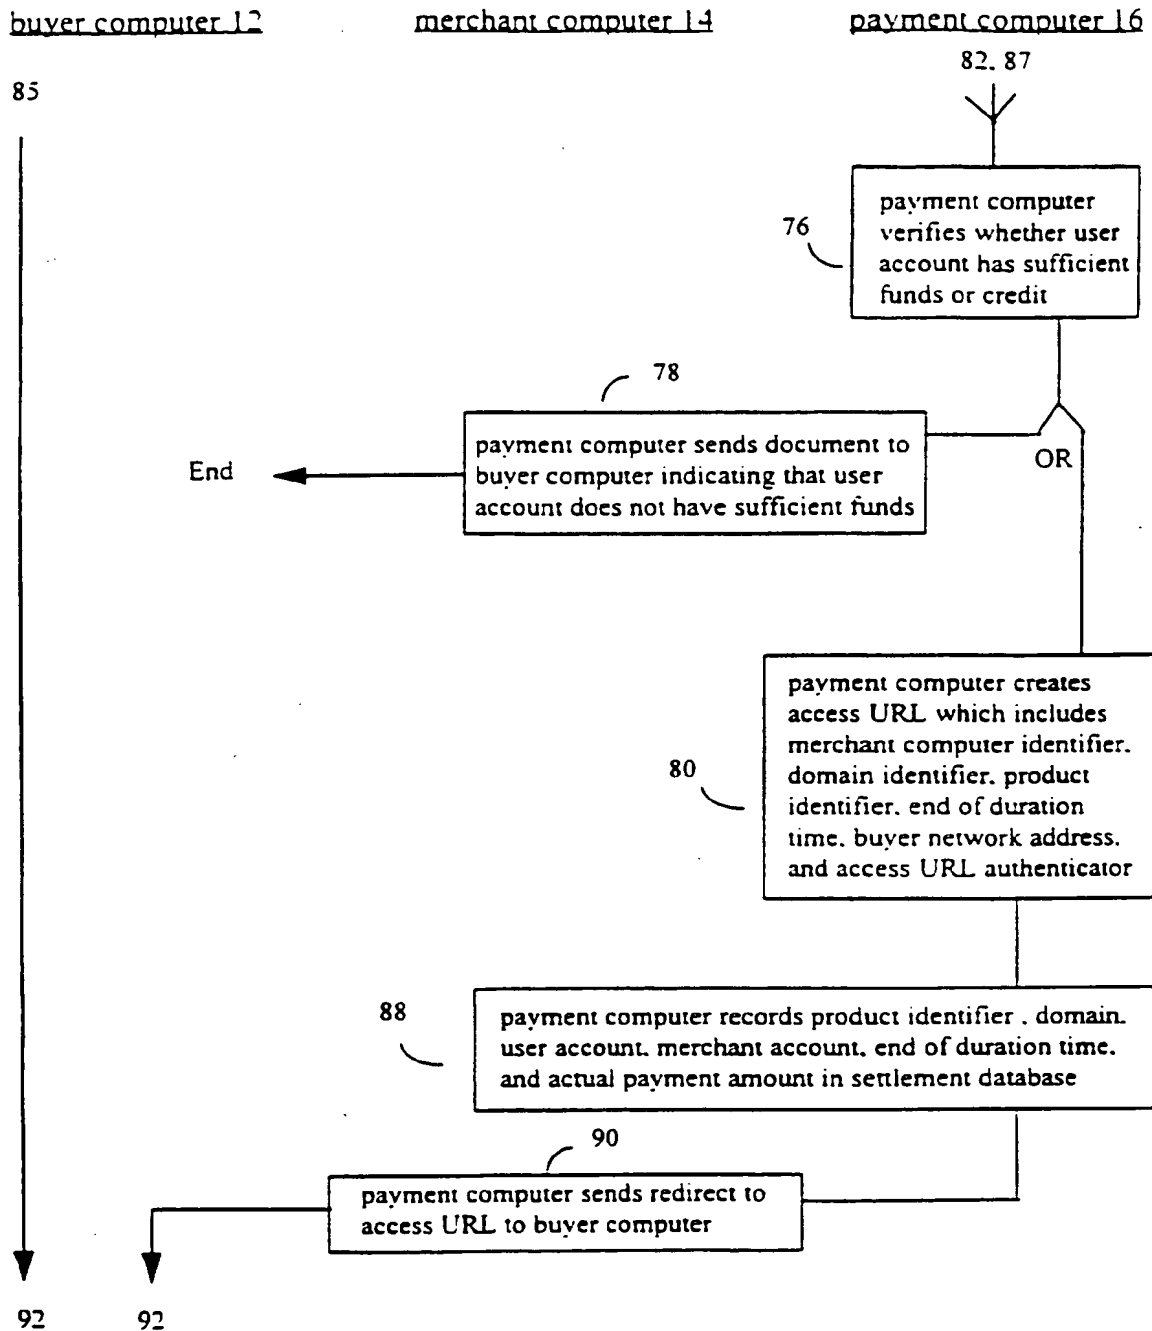 buyer computer 12
merchant computer 14
payment computer 16
82, 87
85
payment computer
verifies whether user
account has sufficient
funds or credit
76
78
payment computer sends document to
buyer computer indicating that user
account does not have sufficient funds
End
OR
payment computer creates
access URL which includes
merchant computer identifier,
domain identifier, product
identifier, end of duration
time, buyer network address,
and access URL authenticator
80
88
payment computer records product identifier , domain,
user account, merchant account, end of duration time,
and actual payment amount in settlement database
90
payment computer sends redirect to
access URL to buyer computer
92
92